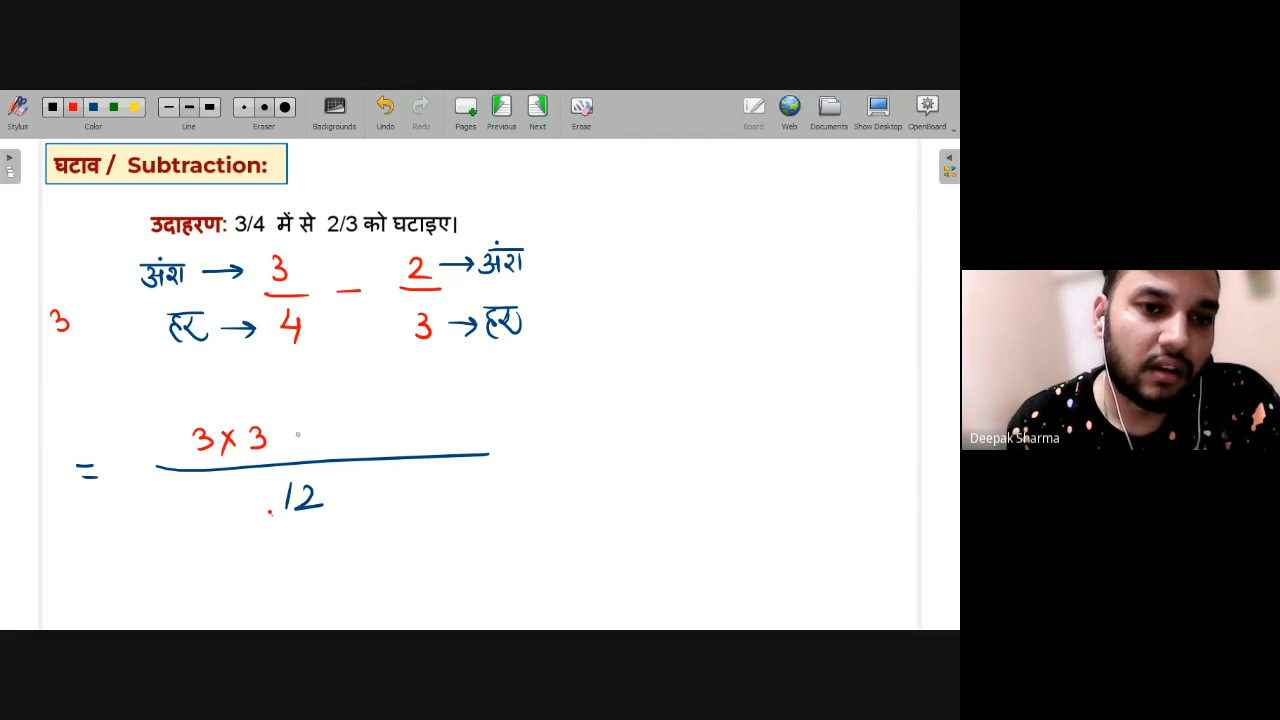 Stylus Color Line Eraser Backgrounds Undo Redo Pages Previous Next Erase Board Web Documents Show Desktop OpenBoard
घटाव / Subtraction:
उदाहरण: 3/4 में से 2/3 को घटाइए।
अंश → 3 - 2 → अंश
3 हर → 4 3 → हर
3 x 3
=
.12
Deepak Sharma